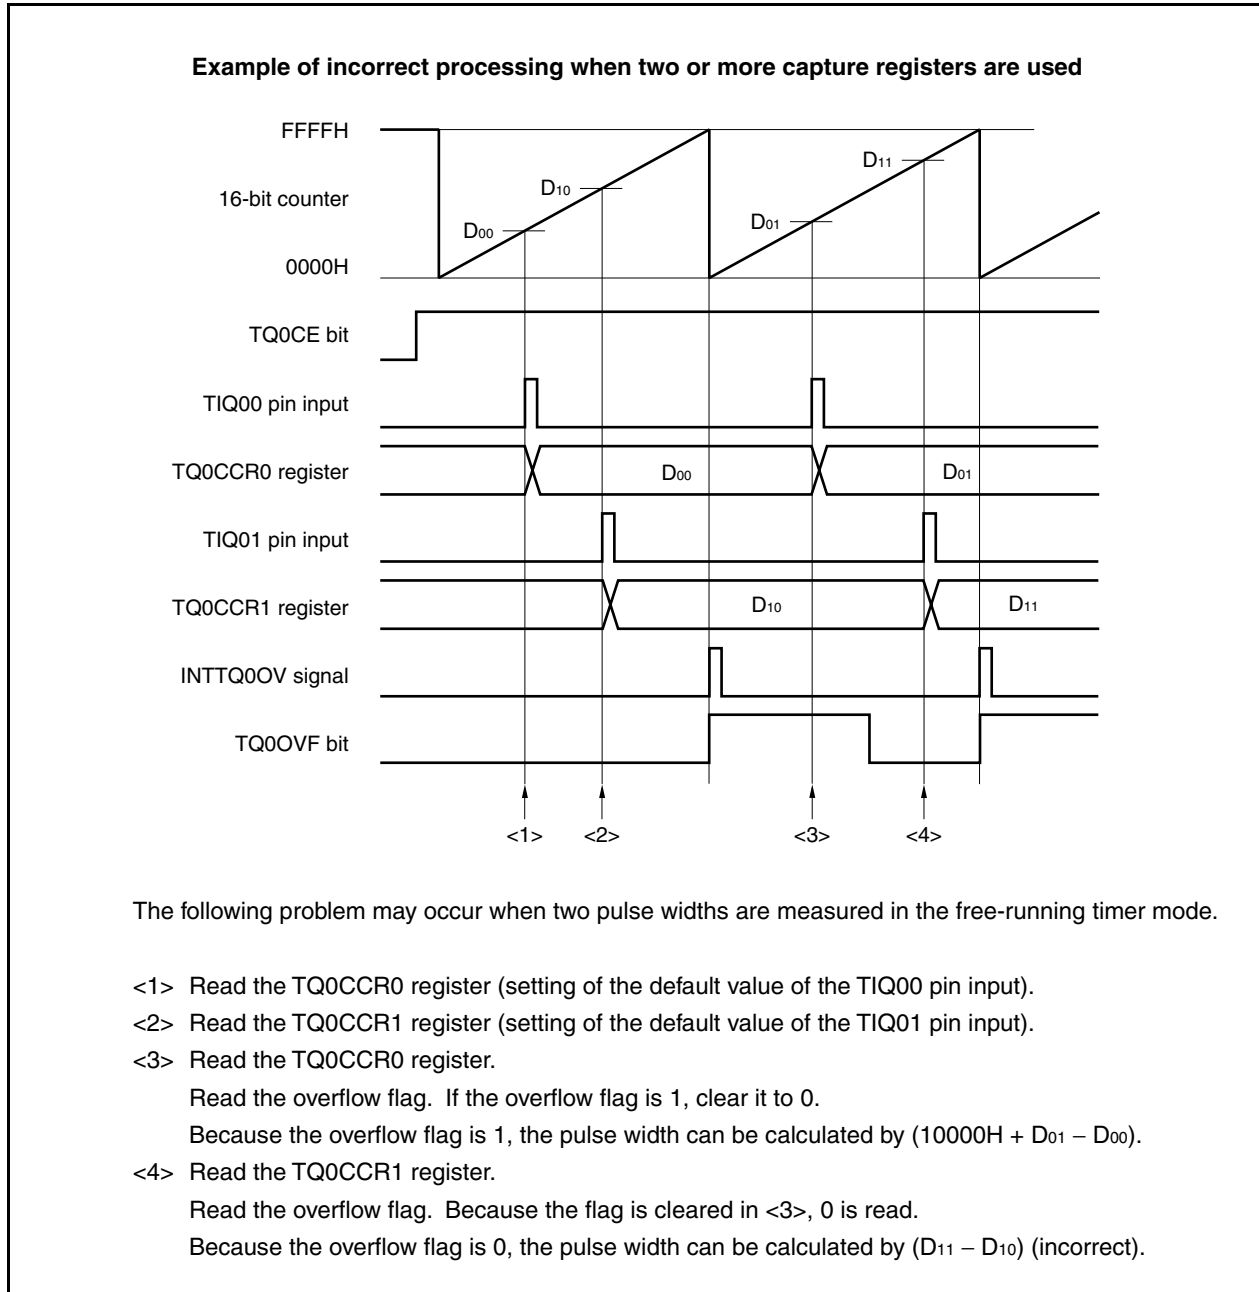 Example of incorrect processing when two or more capture registers are used
FFFFH
16-bit counter
0000H
D00
D10
D01
D11
TQ0CE bit
TIQ00 pin input
TQ0CCR0 register
D00
D01
TIQ01 pin input
TQ0CCR1 register
D10
D11
INTTQ0OV signal
TQ0OVF bit
<1> <2> <3> <4>
The following problem may occur when two pulse widths are measured in the free-running timer mode.
<1> Read the TQ0CCR0 register (setting of the default value of the TIQ00 pin input).
<2> Read the TQ0CCR1 register (setting of the default value of the TIQ01 pin input).
<3> Read the TQ0CCR0 register.
Read the overflow flag. If the overflow flag is 1, clear it to 0.
Because the overflow flag is 1, the pulse width can be calculated by (10000H + D01 − D00).
<4> Read the TQ0CCR1 register.
Read the overflow flag. Because the flag is cleared in <3>, 0 is read.
Because the overflow flag is 0, the pulse width can be calculated by (D11 − D10) (incorrect).